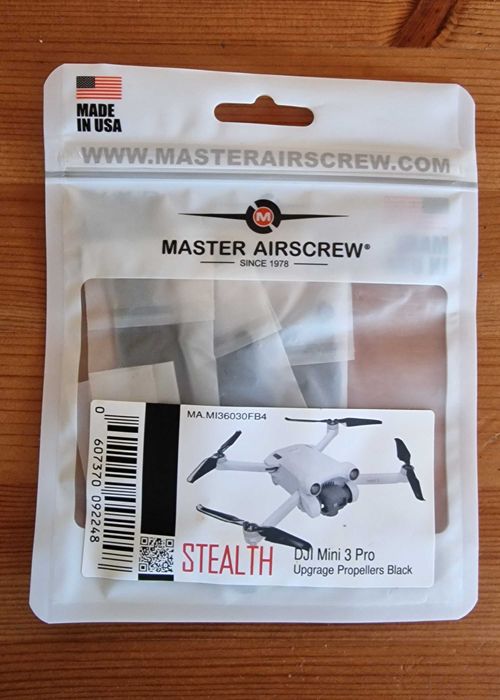 MADE
IN USA
WWW.MASTERAIRSCREW.COM
M
MASTER AIRSCREW®
SINCE 1978
MA.MI36030FB4
0 607370 092248
STEALTH
DJI Mini 3 Pro
Upgrage Propellers Black